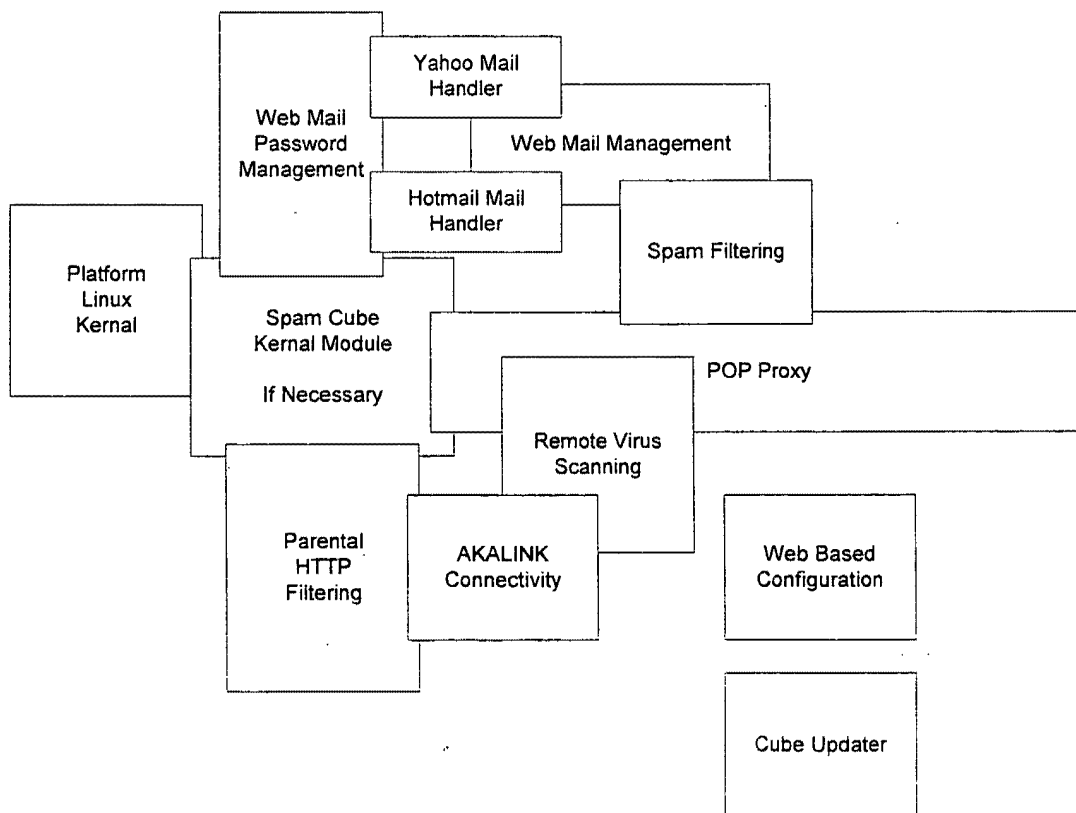 Yahoo Mail
Handler
Web Mail
Password
Management
Web Mail Management
Hotmail Mail
Handler
Spam Filtering
Platform
Linux
Kernal
Spam Cube
Kernal Module
If Necessary
POP Proxy
Remote Virus
Scanning
Parental
HTTP
Filtering
AKALINK
Connectivity
Web Based
Configuration
Cube Updater